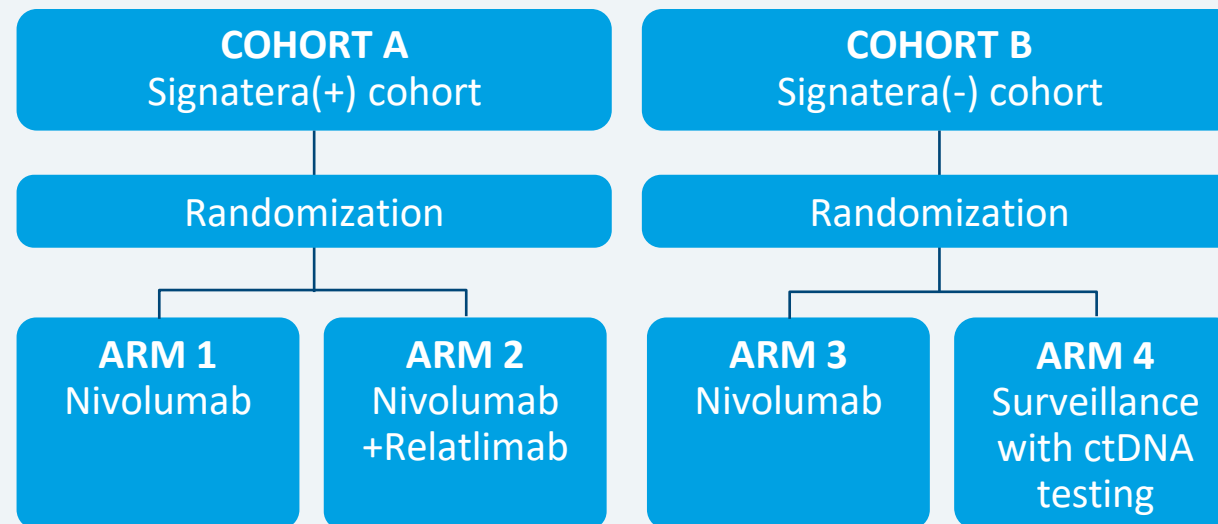 COHORT A
Signatera(+) cohort
COHORT B
Signatera(-) cohort
Randomization
Randomization
ARM 1
Nivolumab
ARM 2
Nivolumab
+Relatlimab
ARM 3
Nivolumab
ARM 4
Surveillance
with ctDNA
testing